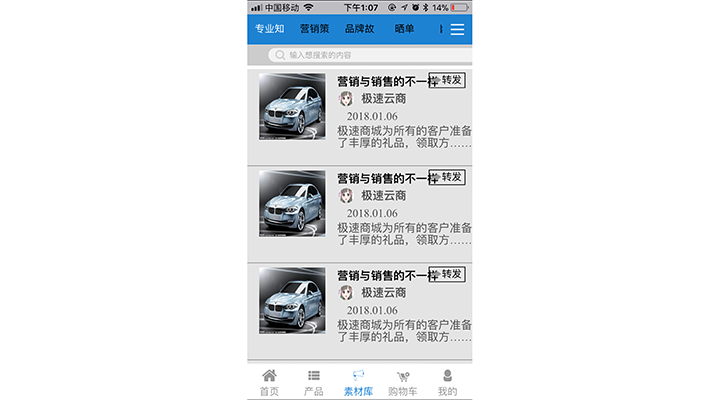 中国移动 下午1:07 14%
专业知 营销策 品牌故 晒单
输入想搜索的内容
营销与销售的不一样 转发
极速云商
2018.01.06
极速商城为所有的客户准备
了丰厚的礼品，领取方……
营销与销售的不一样 转发
极速云商
2018.01.06
极速商城为所有的客户准备
了丰厚的礼品，领取方……
营销与销售的不一样 转发
极速云商
2018.01.06
极速商城为所有的客户准备
了丰厚的礼品，领取方……
首页 产品 素材库 购物车 我的